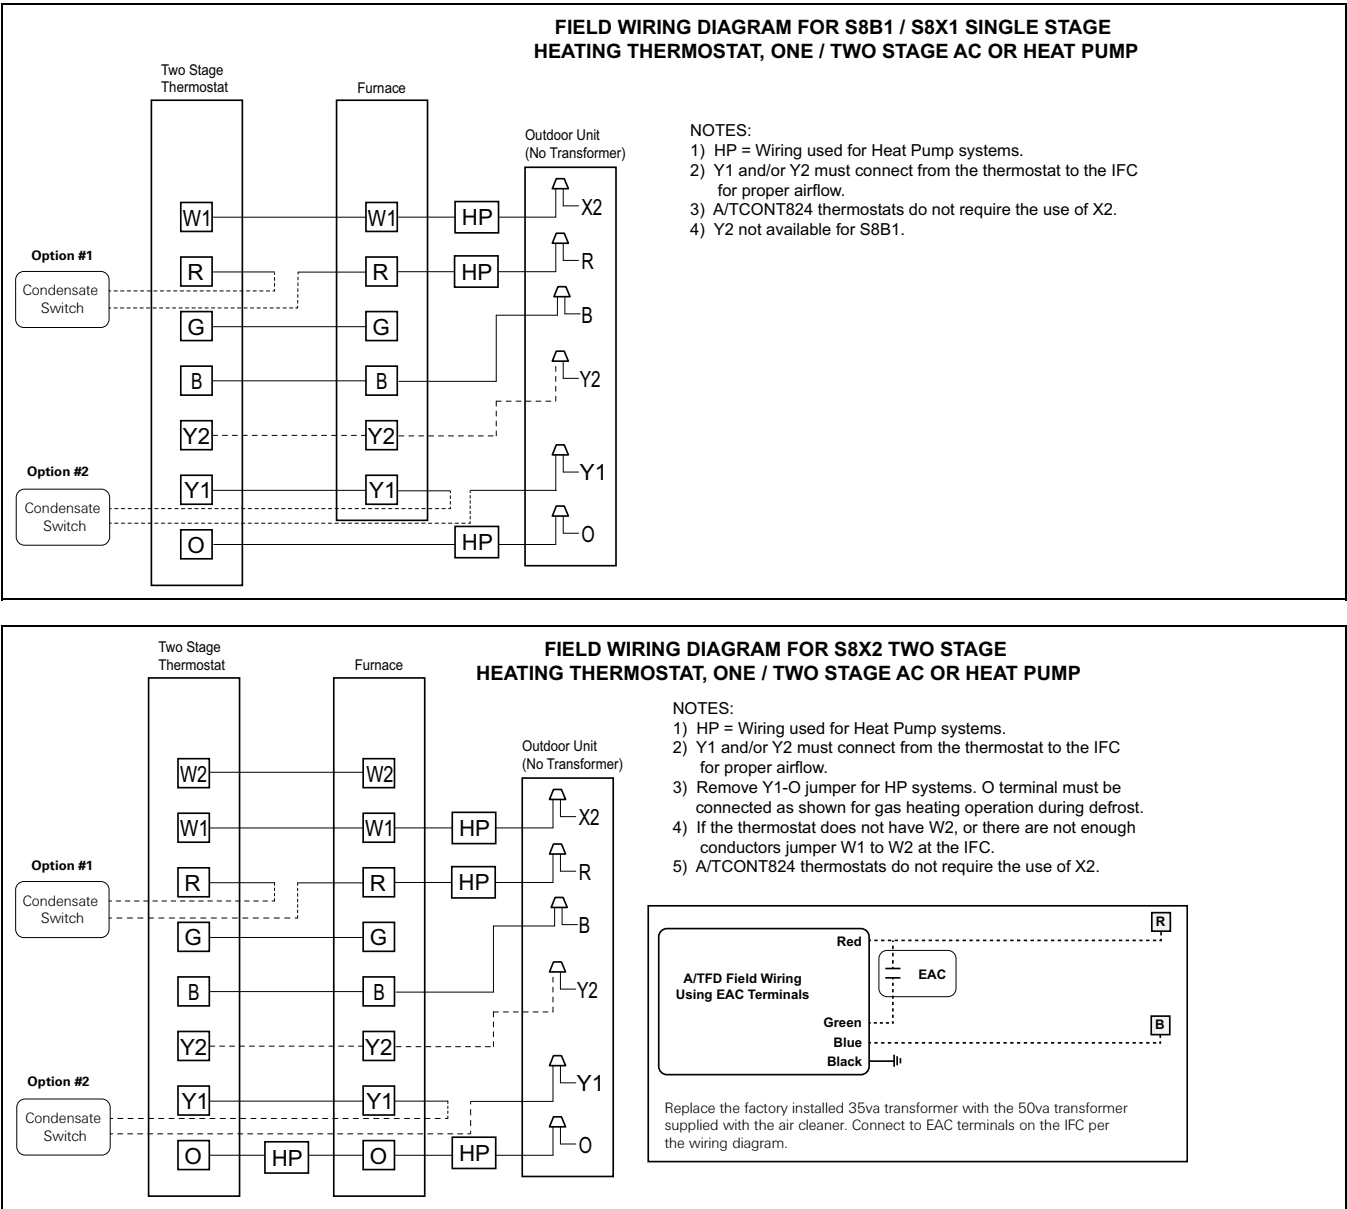 FIELD WIRING DIAGRAM FOR S8B1 / S8X1 SINGLE STAGE
HEATING THERMOSTAT, ONE / TWO STAGE AC OR HEAT PUMP
Two Stage
Thermostat
Furnace
Outdoor Unit
(No Transformer)
NOTES:
1) HP = Wiring used for Heat Pump systems.
2) Y1 and/or Y2 must connect from the thermostat to the IFC
for proper airflow.
3) A/TCONT824 thermostats do not require the use of X2.
4) Y2 not available for S8B1.
W1 W1 HP X2
Option #1
Condensate
Switch
R R HP R
G G B
B B Y2
Y2 Y2
Option #2
Condensate
Switch
Y1 Y1 Y1
O HP O
FIELD WIRING DIAGRAM FOR S8X2 TWO STAGE
HEATING THERMOSTAT, ONE / TWO STAGE AC OR HEAT PUMP
Two Stage
Thermostat
Furnace
Outdoor Unit
(No Transformer)
NOTES:
1) HP = Wiring used for Heat Pump systems.
2) Y1 and/or Y2 must connect from the thermostat to the IFC
for proper airflow.
3) Remove Y1-O jumper for HP systems. O terminal must be
connected as shown for gas heating operation during defrost.
4) If the thermostat does not have W2, or there are not enough
conductors jumper W1 to W2 at the IFC.
5) A/TCONT824 thermostats do not require the use of X2.
W2 W2
W1 W1 HP X2
Option #1
Condensate
Switch
R R HP R
G G B
B B Y2
Y2 Y2
Option #2
Condensate
Switch
Y1 Y1 Y1
O HP O HP O
A/TFD Field Wiring
Using EAC Terminals
Red
R
EAC
Green
Blue
B
Black
Replace the factory installed 35va transformer with the 50va transformer
supplied with the air cleaner. Connect to EAC terminals on the IFC per
the wiring diagram.